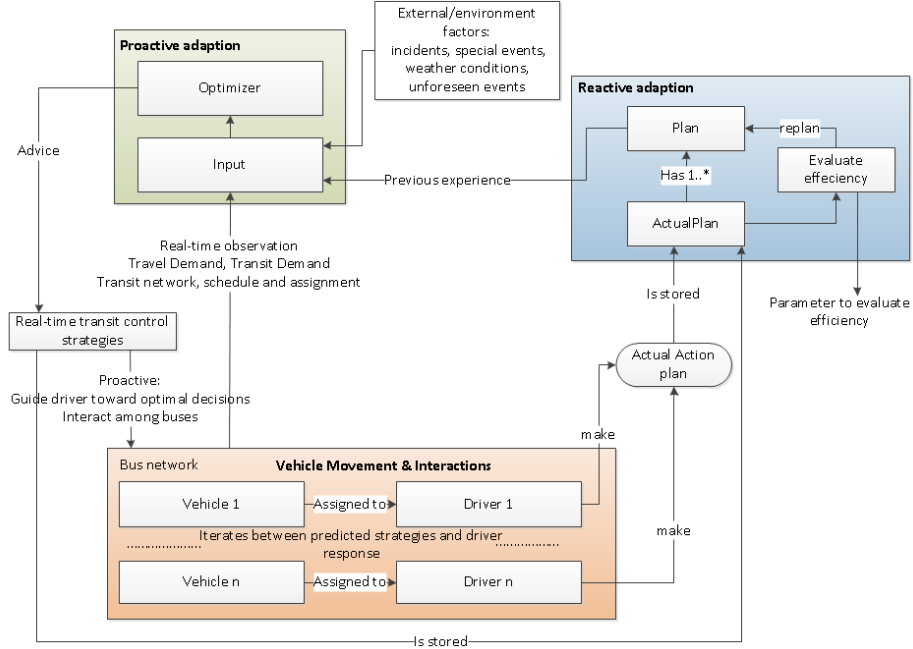 External/environment
factors:
incidents, special events,
weather conditions,
unforeseen events
Proactive adaption
Optimizer
Input
Advice
Reactive adaption
Plan
replan
Evaluate
effeciency
Has 1..*
ActualPlan
Previous experience
Real-time observation
Travel Demand, Transit Demand
Transit network, schedule and assignment
Is stored
Parameter to evaluate
efficiency
Real-time transit control
strategies
Actual Action
plan
Proactive:
Guide driver toward optimal decisions
Interact among buses
make
Bus network
Vehicle Movement & Interactions
Vehicle 1
Assigned to
Driver 1
make
Iterates between predicted strategies and driver
response
Vehicle n
Assigned to
Driver n
Is stored